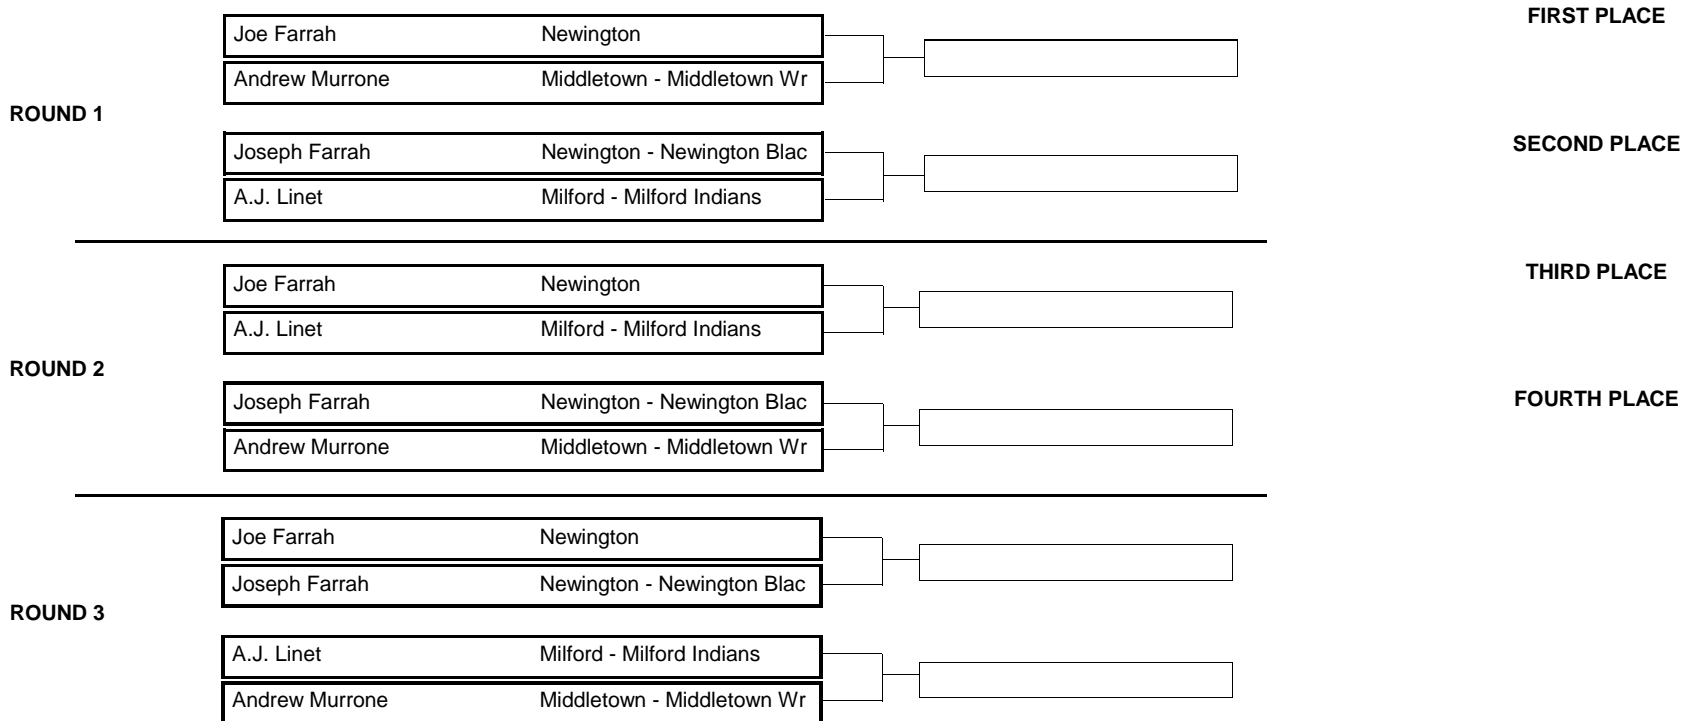 FIRST PLACE
Joe Farrah Newington
Andrew Murrone Middletown - Middletown Wr
ROUND 1
Joseph Farrah Newington - Newington Blac
SECOND PLACE
A.J. Linet Milford - Milford Indians
THIRD PLACE
Joe Farrah Newington
A.J. Linet Milford - Milford Indians
ROUND 2
Joseph Farrah Newington - Newington Blac
FOURTH PLACE
Andrew Murrone Middletown - Middletown Wr
Joe Farrah Newington
Joseph Farrah Newington - Newington Blac
ROUND 3
A.J. Linet Milford - Milford Indians
Andrew Murrone Middletown - Middletown Wr